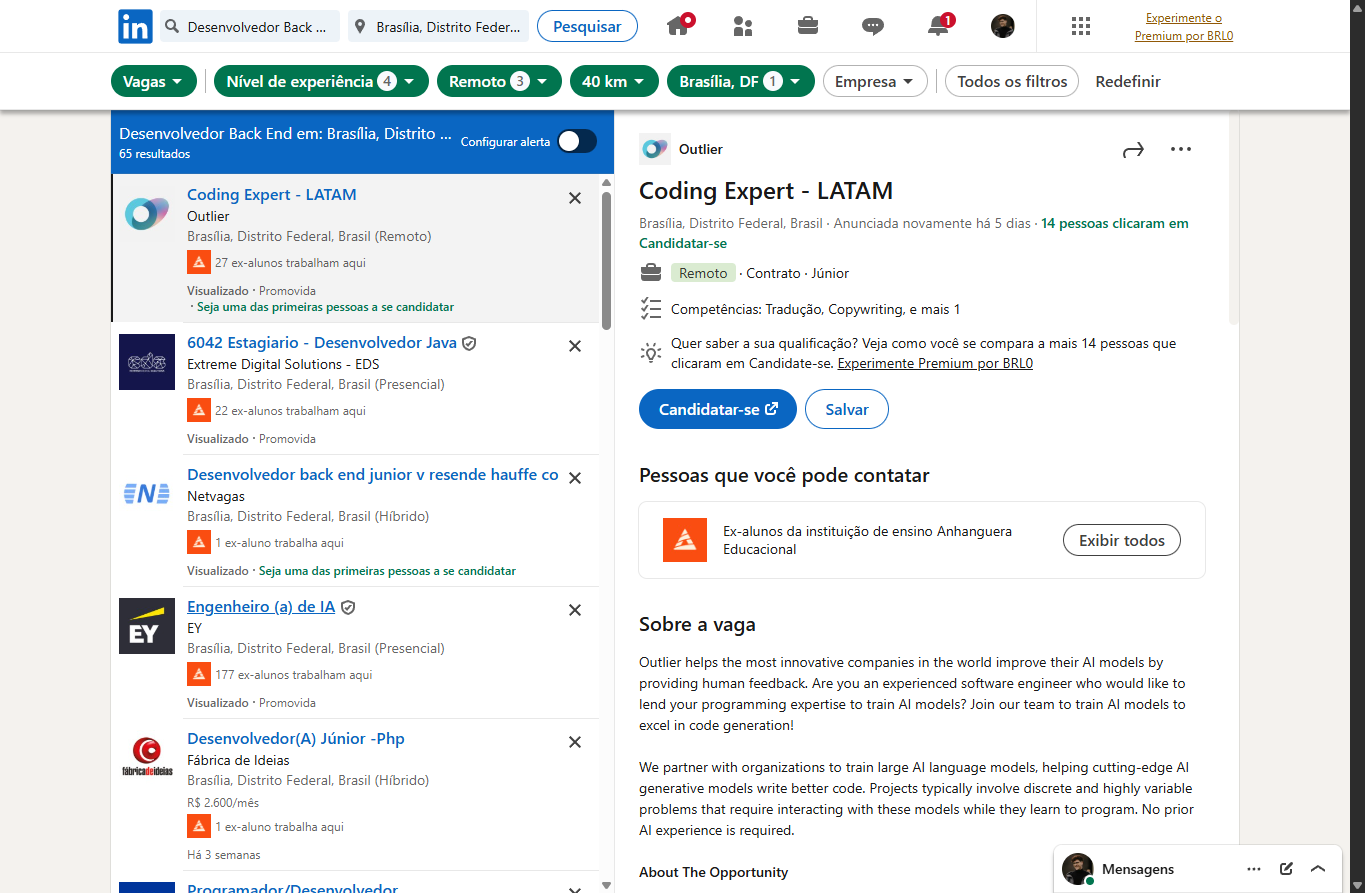 in
Desenvolvedor Back ...
Brasília, Distrito Feder...
Pesquisar
1
Experimente o
Premium por BRL0
Vagas
Nível de experiência 4
Remoto 3
40 km
Brasília, DF 1
Empresa
Todos os filtros
Redefinir
Desenvolvedor Back End em: Brasília, Distrito ...
65 resultados
Configurar alerta
Coding Expert - LATAM
Outlier
Brasília, Distrito Federal, Brasil (Remoto)
27 ex-alunos trabalham aqui
Visualizado · Promovida
· Seja uma das primeiras pessoas a se candidatar
6042 Estagiario - Desenvolvedor Java
Extreme Digital Solutions - EDS
Brasília, Distrito Federal, Brasil (Presencial)
22 ex-alunos trabalham aqui
Visualizado · Promovida
Desenvolvedor back end junior v resende hauffe co
Netvagas
Brasília, Distrito Federal, Brasil (Híbrido)
1 ex-aluno trabalha aqui
Visualizado · Seja uma das primeiras pessoas a se candidatar
EY
Engenheiro (a) de IA
EY
Brasília, Distrito Federal, Brasil (Presencial)
177 ex-alunos trabalham aqui
Visualizado · Promovida
fábricadeideias
Desenvolvedor(A) Júnior -Php
Fábrica de Ideias
Brasília, Distrito Federal, Brasil (Híbrido)
R$ 2.600/mês
1 ex-aluno trabalha aqui
Há 3 semanas
Programador/Desenvolvedor
Outlier
Coding Expert - LATAM
Brasília, Distrito Federal, Brasil · Anunciada novamente há 5 dias · 14 pessoas clicaram em
Candidatar-se
Remoto · Contrato · Júnior
Competências: Tradução, Copywriting, e mais 1
Quer saber a sua qualificação? Veja como você se compara a mais 14 pessoas que
clicaram em Candidate-se. Experimente Premium por BRL0
Candidatar-se
Salvar
Pessoas que você pode contatar
Ex-alunos da instituição de ensino Anhanguera
Educacional
Exibir todos
Sobre a vaga
Outlier helps the most innovative companies in the world improve their AI models by
providing human feedback. Are you an experienced software engineer who would like to
lend your programming expertise to train AI models? Join our team to train AI models to
excel in code generation!
We partner with organizations to train large AI language models, helping cutting-edge AI
generative models write better code. Projects typically involve discrete and highly variable
problems that require interacting with these models while they learn to program. No prior
AI experience is required.
About The Opportunity
Mensagens